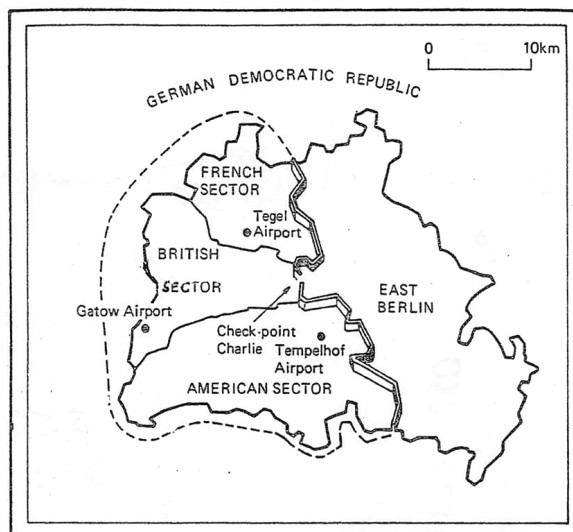 0 10km
GERMAN DEMOCRATIC REPUBLIC
FRENCH
SECTOR
Tegel
Airport
BRITISH
SECTOR
EAST
BERLIN
Gatow Airport
Check-point
Charlie
Tempelhof
Airport
AMERICAN SECTOR